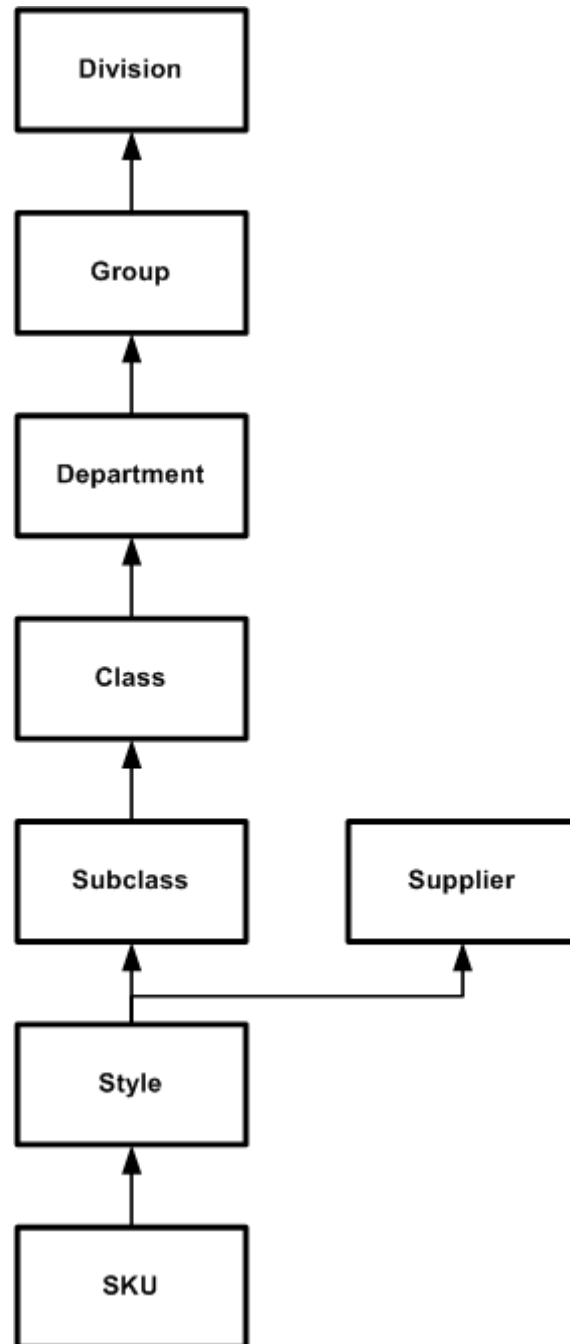 Division
Group
Department
Class
Subclass
Supplier
Style
SKU